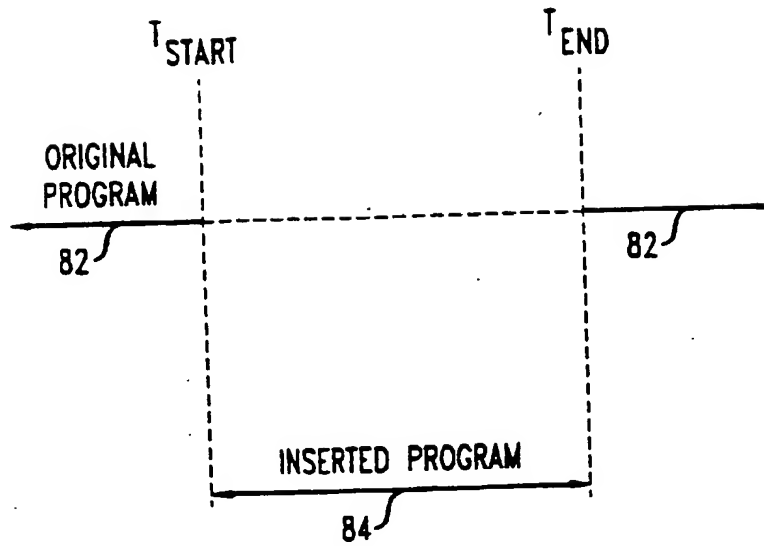 T START
T END
ORIGINAL
PROGRAM
82
82
INSERTED PROGRAM
84